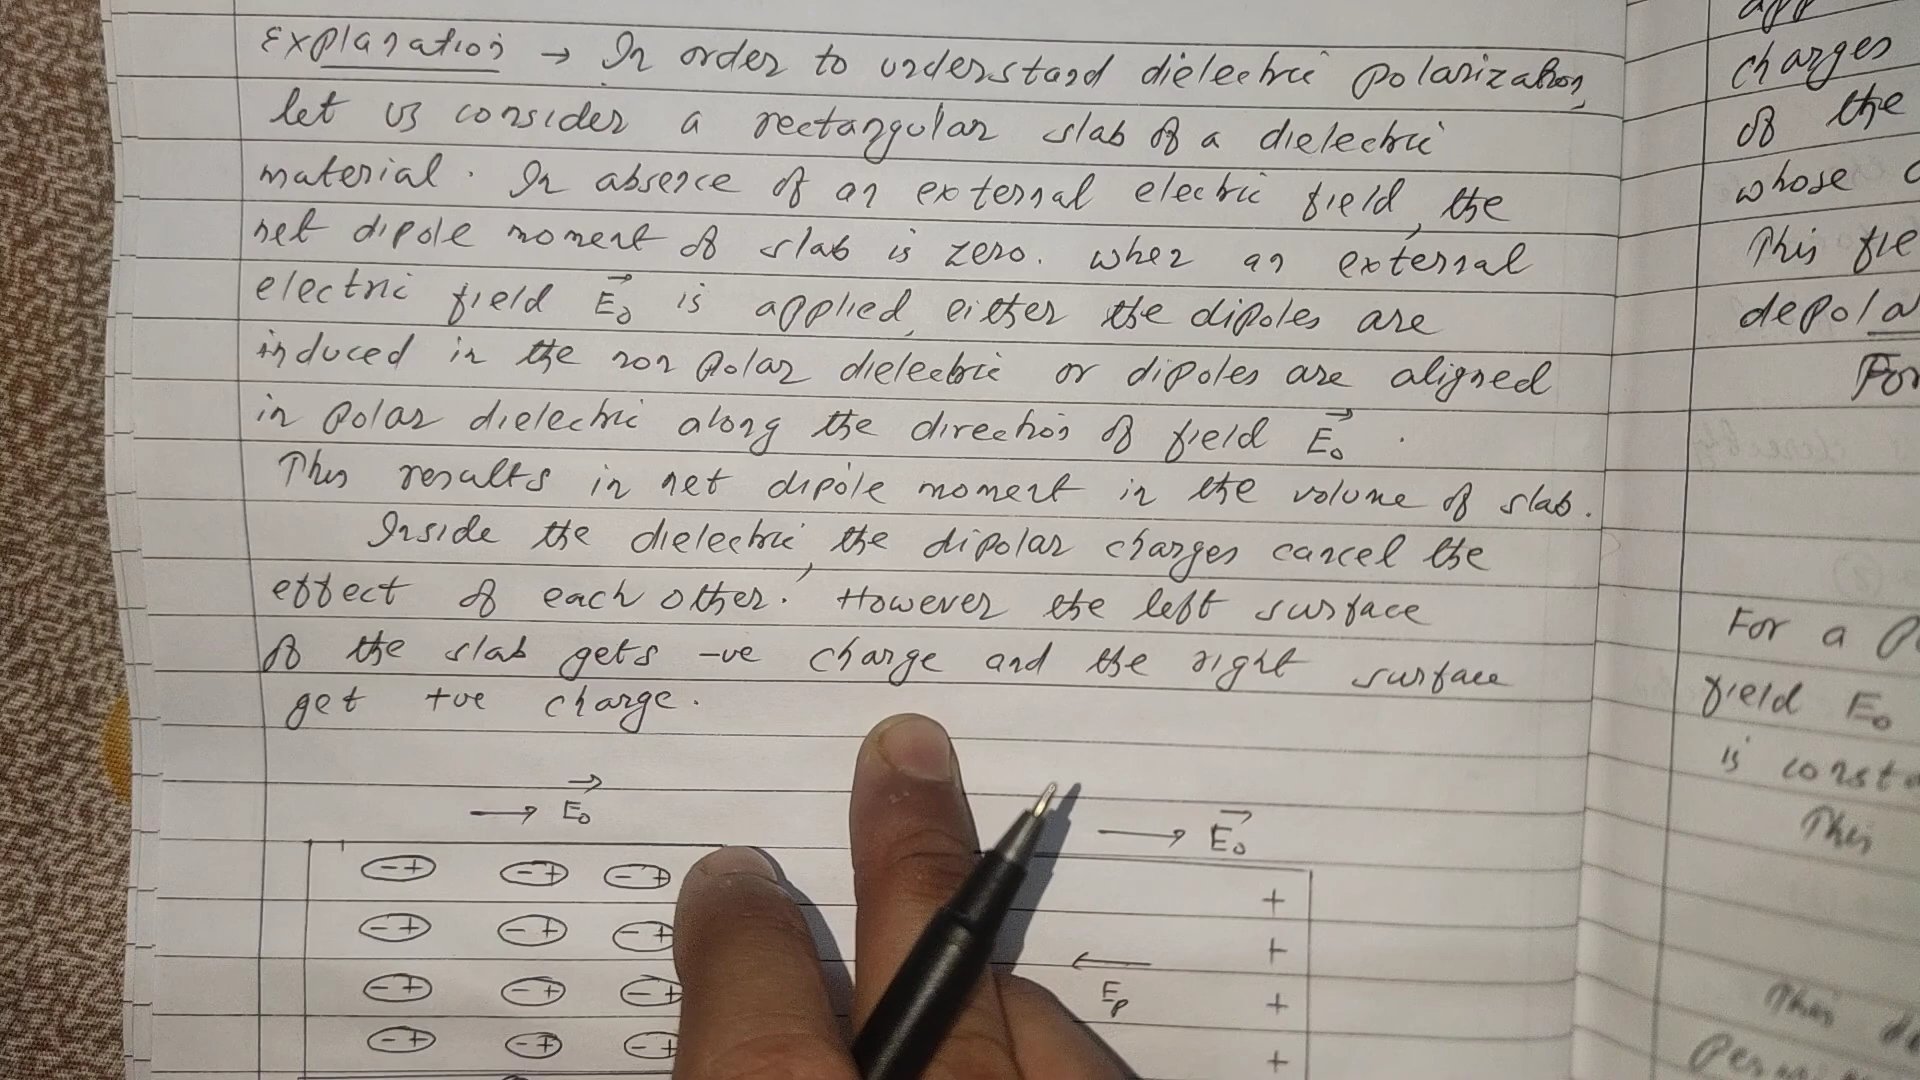 Explanation → In order to understand dielectric polarization,
let us consider a rectangular slab of a dielectric
material. In absence of an external electric field, the
net dipole moment of slab is zero. when an external
electric field E₀ is applied, either the dipoles are
induced in the non polar dielectric or dipoles are aligned
in polar dielectric along the direction of field E₀.
This results in net dipole moment in the volume of slab.
Inside the dielectric, the dipolar charges cancel the
effect of each other. However the left surface
of the slab gets -ve charge and the right surface
get +ve charge.
→ E₀
- + - + - +
- + - + - +
- + - + - +
- + - + - +
→ E₀
+
+
← Ep
+
+
app
charges
of the
whose
This fie
depola
For
For a
field E₀
is consta
This
This